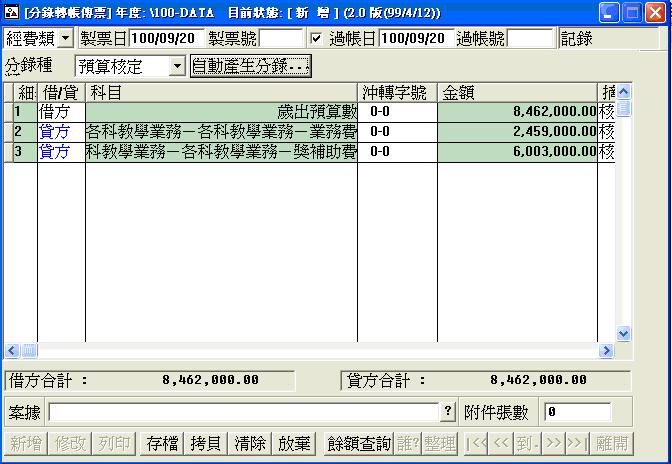 [分錄轉帳傳票] 年度: \100-DATA 目前狀態: [ 新 增 ] (2.0 版(99/4/12))
經費類 製票日 100/09/20 製票號 過帳日 100/09/20 過帳號 記錄
分錄種 預算核定 自動產生分錄...
細 借/貸 科目 沖轉字號 金額 摘
1 借方 歲出預算數 0-0 8,462,000.00 核
2 貸方 各科教學業務－各科教學業務－業務費 0-0 2,459,000.00 核
3 貸方 科教學業務－各科教學業務－獎補助費 0-0 6,003,000.00 核
借方合計 : 8,462,000.00 貸方合計 : 8,462,000.00
案據 ? 附件張數 0
新增 修改 列印 存檔 拷貝 清除 放棄 餘額查詢 誰? 整理 |<< << 到. >> >>| 離開